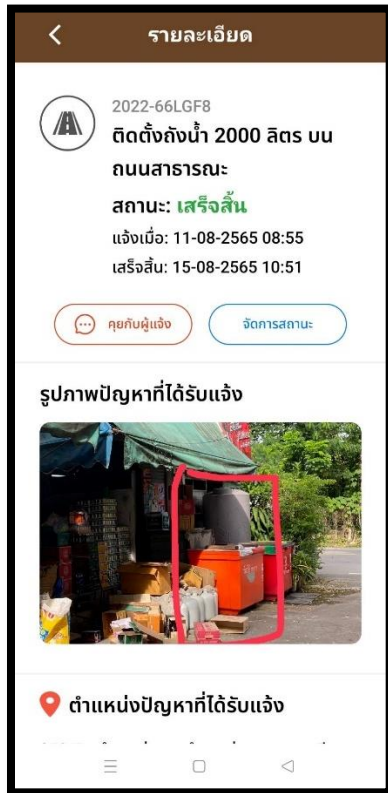 รายละเอียด
2022-66LGF8
ติดตั้งถังน้ำ 2000 ลิตร บน
ถนนสาธารณะ
สถานะ: เสร็จสิ้น
แจ้งเมื่อ: 11-08-2565 08:55
เสร็จสิ้น: 15-08-2565 10:51
คุยกับผู้แจ้ง
จัดการสถานะ
รูปภาพปัญหาที่ได้รับแจ้ง
ตำแหน่งปัญหาที่ได้รับแจ้ง